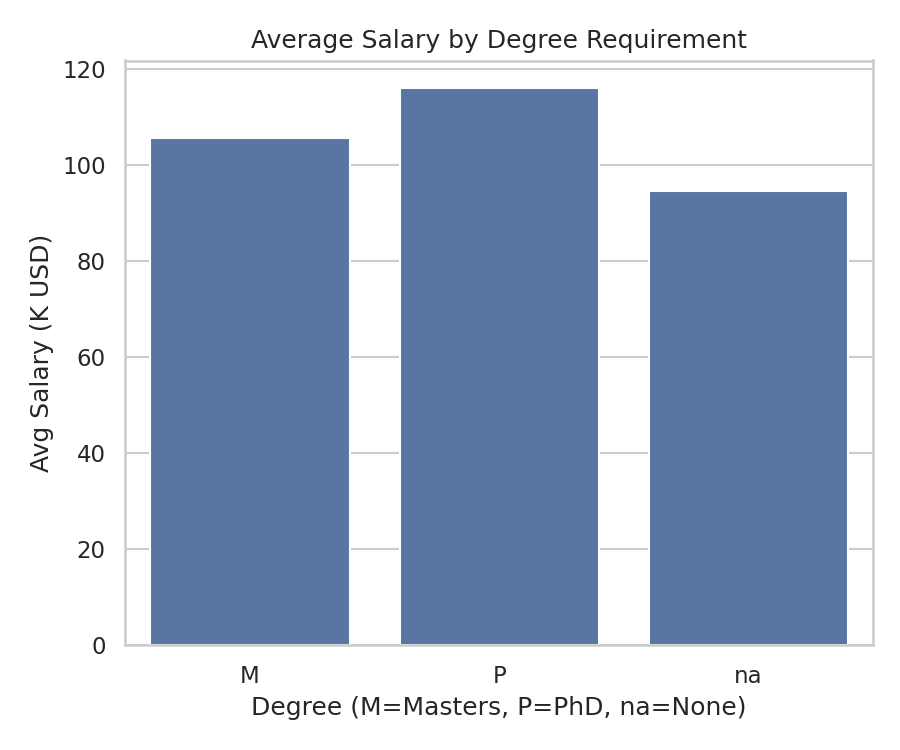 Average Salary by Degree Requirement
120
100
80
60
40
20
0
Avg Salary (K USD)
M
P
na
Degree (M=Masters, P=PhD, na=None)